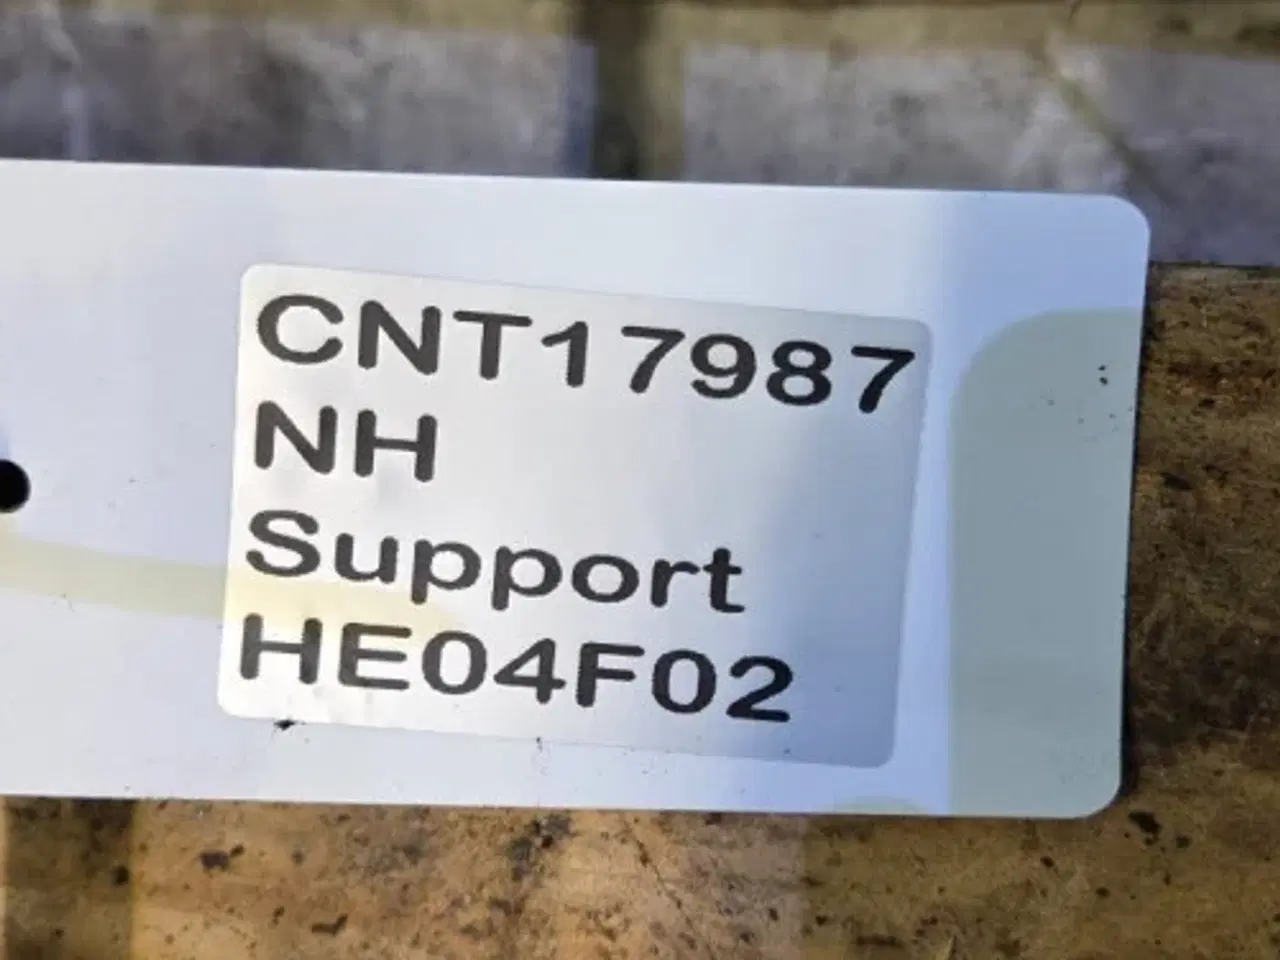 CNT17987
NH
Support
HE04F02